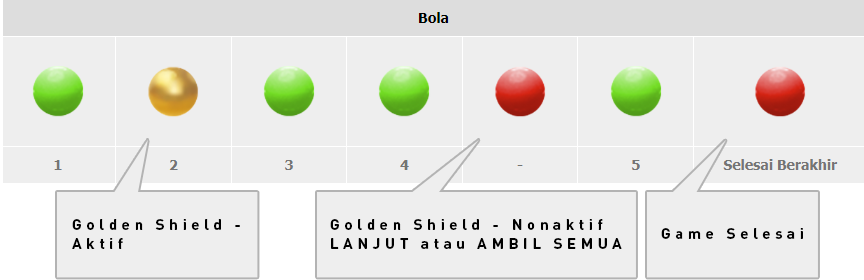 Bola
1 2 3 4 - 5 Selesai Berakhir
Golden Shield -
Aktif
Golden Shield - Nonaktif
LANJUT atau AMBIL SEMUA
Game Selesai